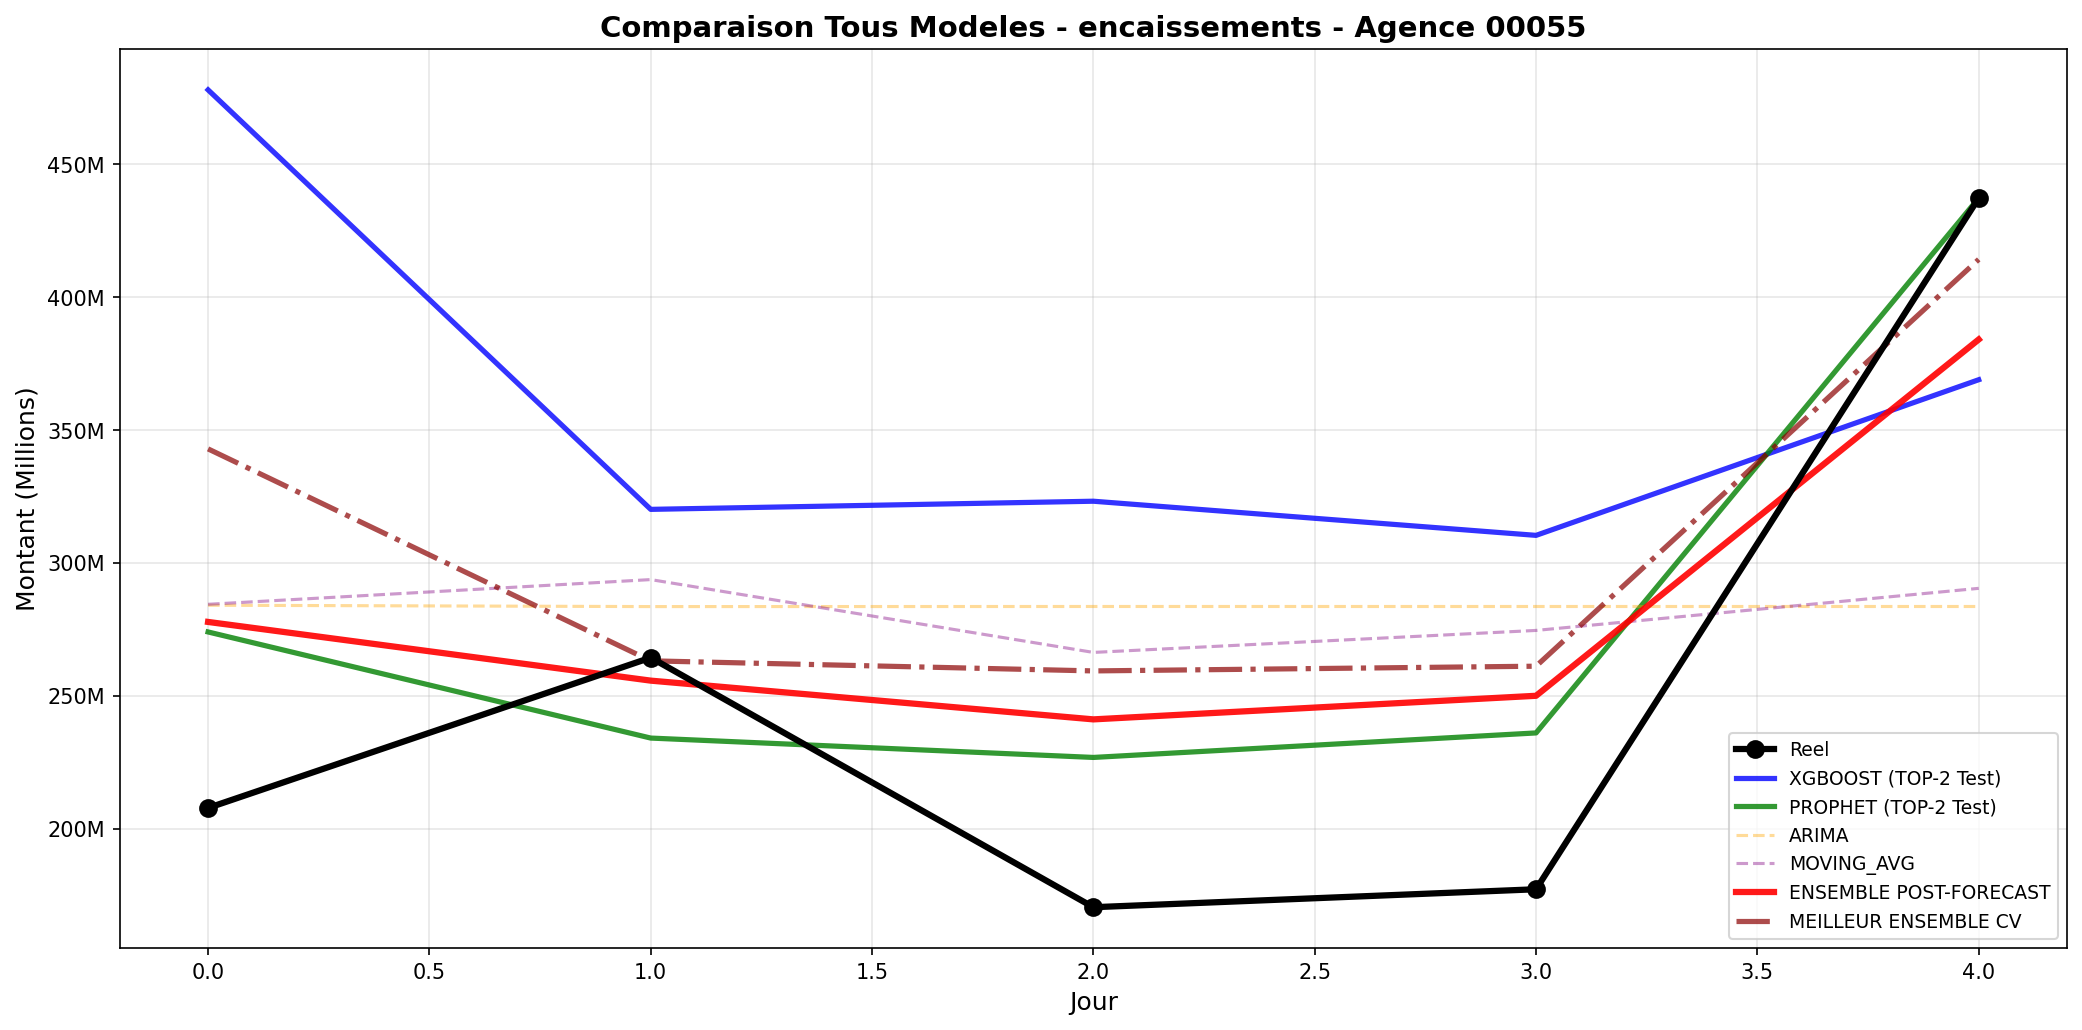 Comparaison Tous Modeles - encaissements - Agence 00055
Montant (Millions)
450M
400M
350M
300M
250M
200M
0.0
0.5
1.0
1.5
2.0
2.5
3.0
3.5
4.0
Jour
Reel
XGBOOST (TOP-2 Test)
PROPHET (TOP-2 Test)
ARIMA
MOVING_AVG
ENSEMBLE POST-FORECAST
MEILLEUR ENSEMBLE CV